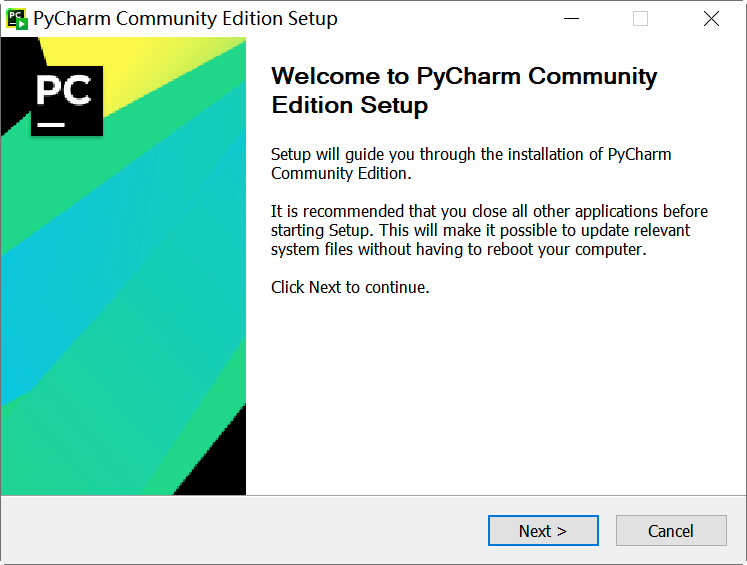 PyCharm Community Edition Setup
PC
Welcome to PyCharm Community
Edition Setup
Setup will guide you through the installation of PyCharm
Community Edition.
It is recommended that you close all other applications before
starting Setup. This will make it possible to update relevant
system files without having to reboot your computer.
Click Next to continue.
Next >
Cancel